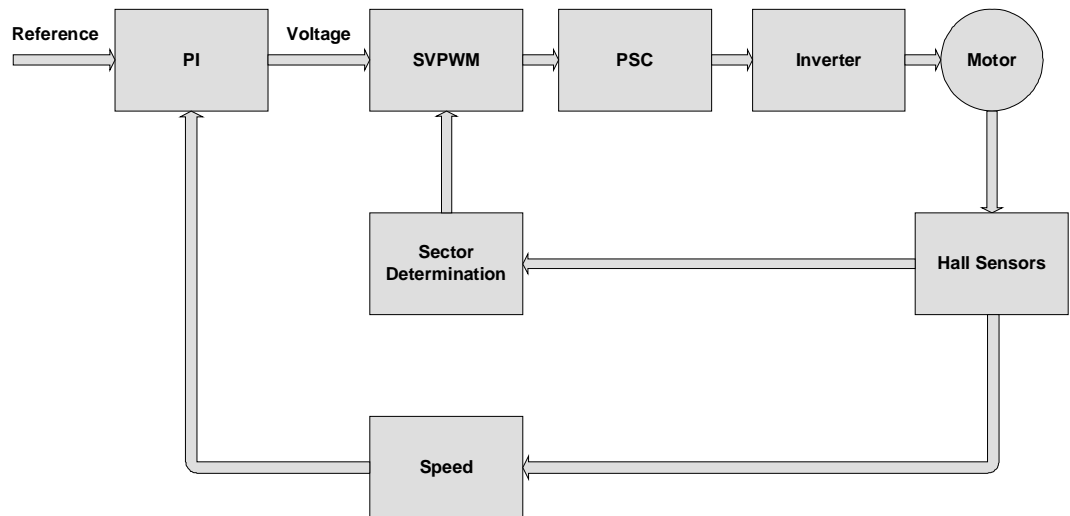 Reference
PI
Voltage
SVPWM
PSC
Inverter
Motor
Sector
Determination
Hall Sensors
Speed